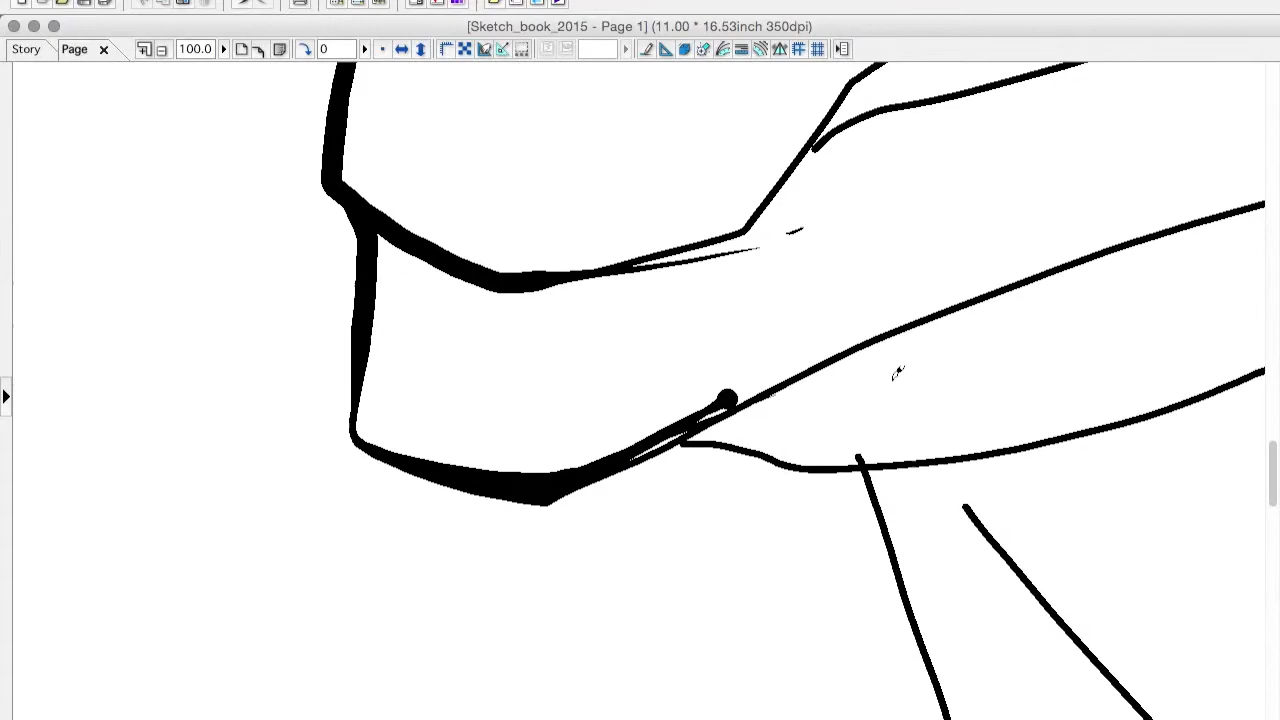 [Sketch_book_2015 - Page 1] (11.00 * 16.53inch 350dpi)
Story Page 100.0 0